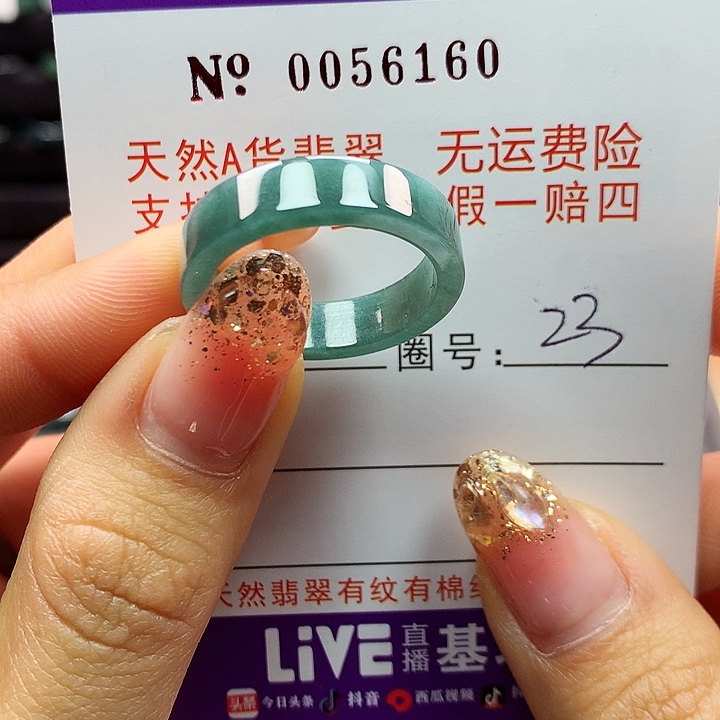 No 0056160
天然A货翡翠 无运费险
支 假一赔四
圈号: 23
天然翡翠有纹有棉
LiVE 直播 基
头条 今日头条 抖音 西瓜视频